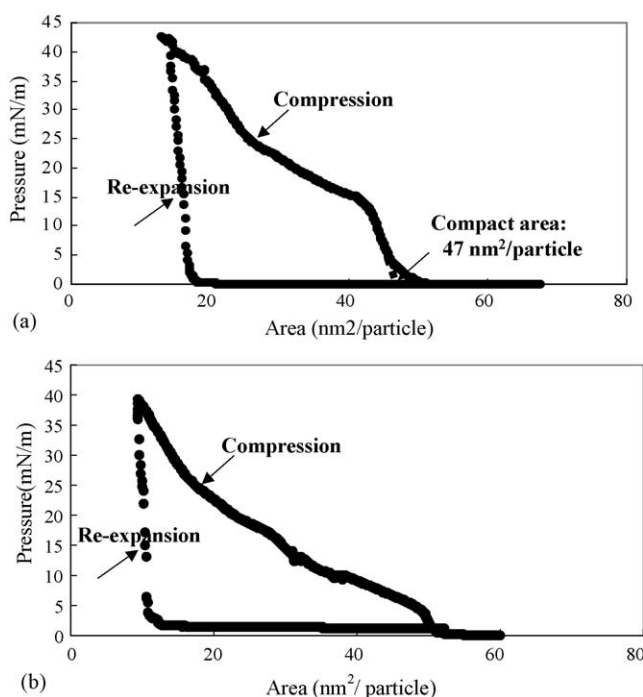 45
40
35
30
25
20
15
10
5
0
Pressure (mN/m)
Compression
Re-expansion
Compact area:
47 nm²/particle
0 20 40 60 80
(a) Area (nm2/particle)
45
40
35
30
25
20
15
10
5
0
Pressure(mN/m)
Compression
Re-expansion
0 20 40 60 80
(b) Area (nm²/ particle)